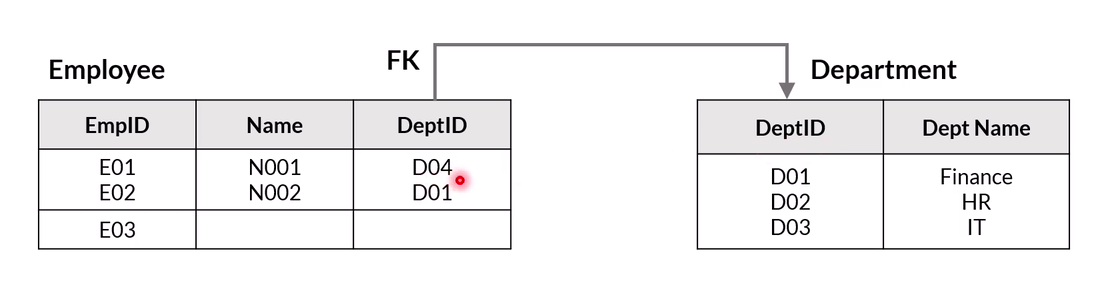 FK
Employee
Department
EmpID Name DeptID
E01 N001 D04
E02 N002 D01
E03
DeptID Dept Name
D01 Finance
D02 HR
D03 IT